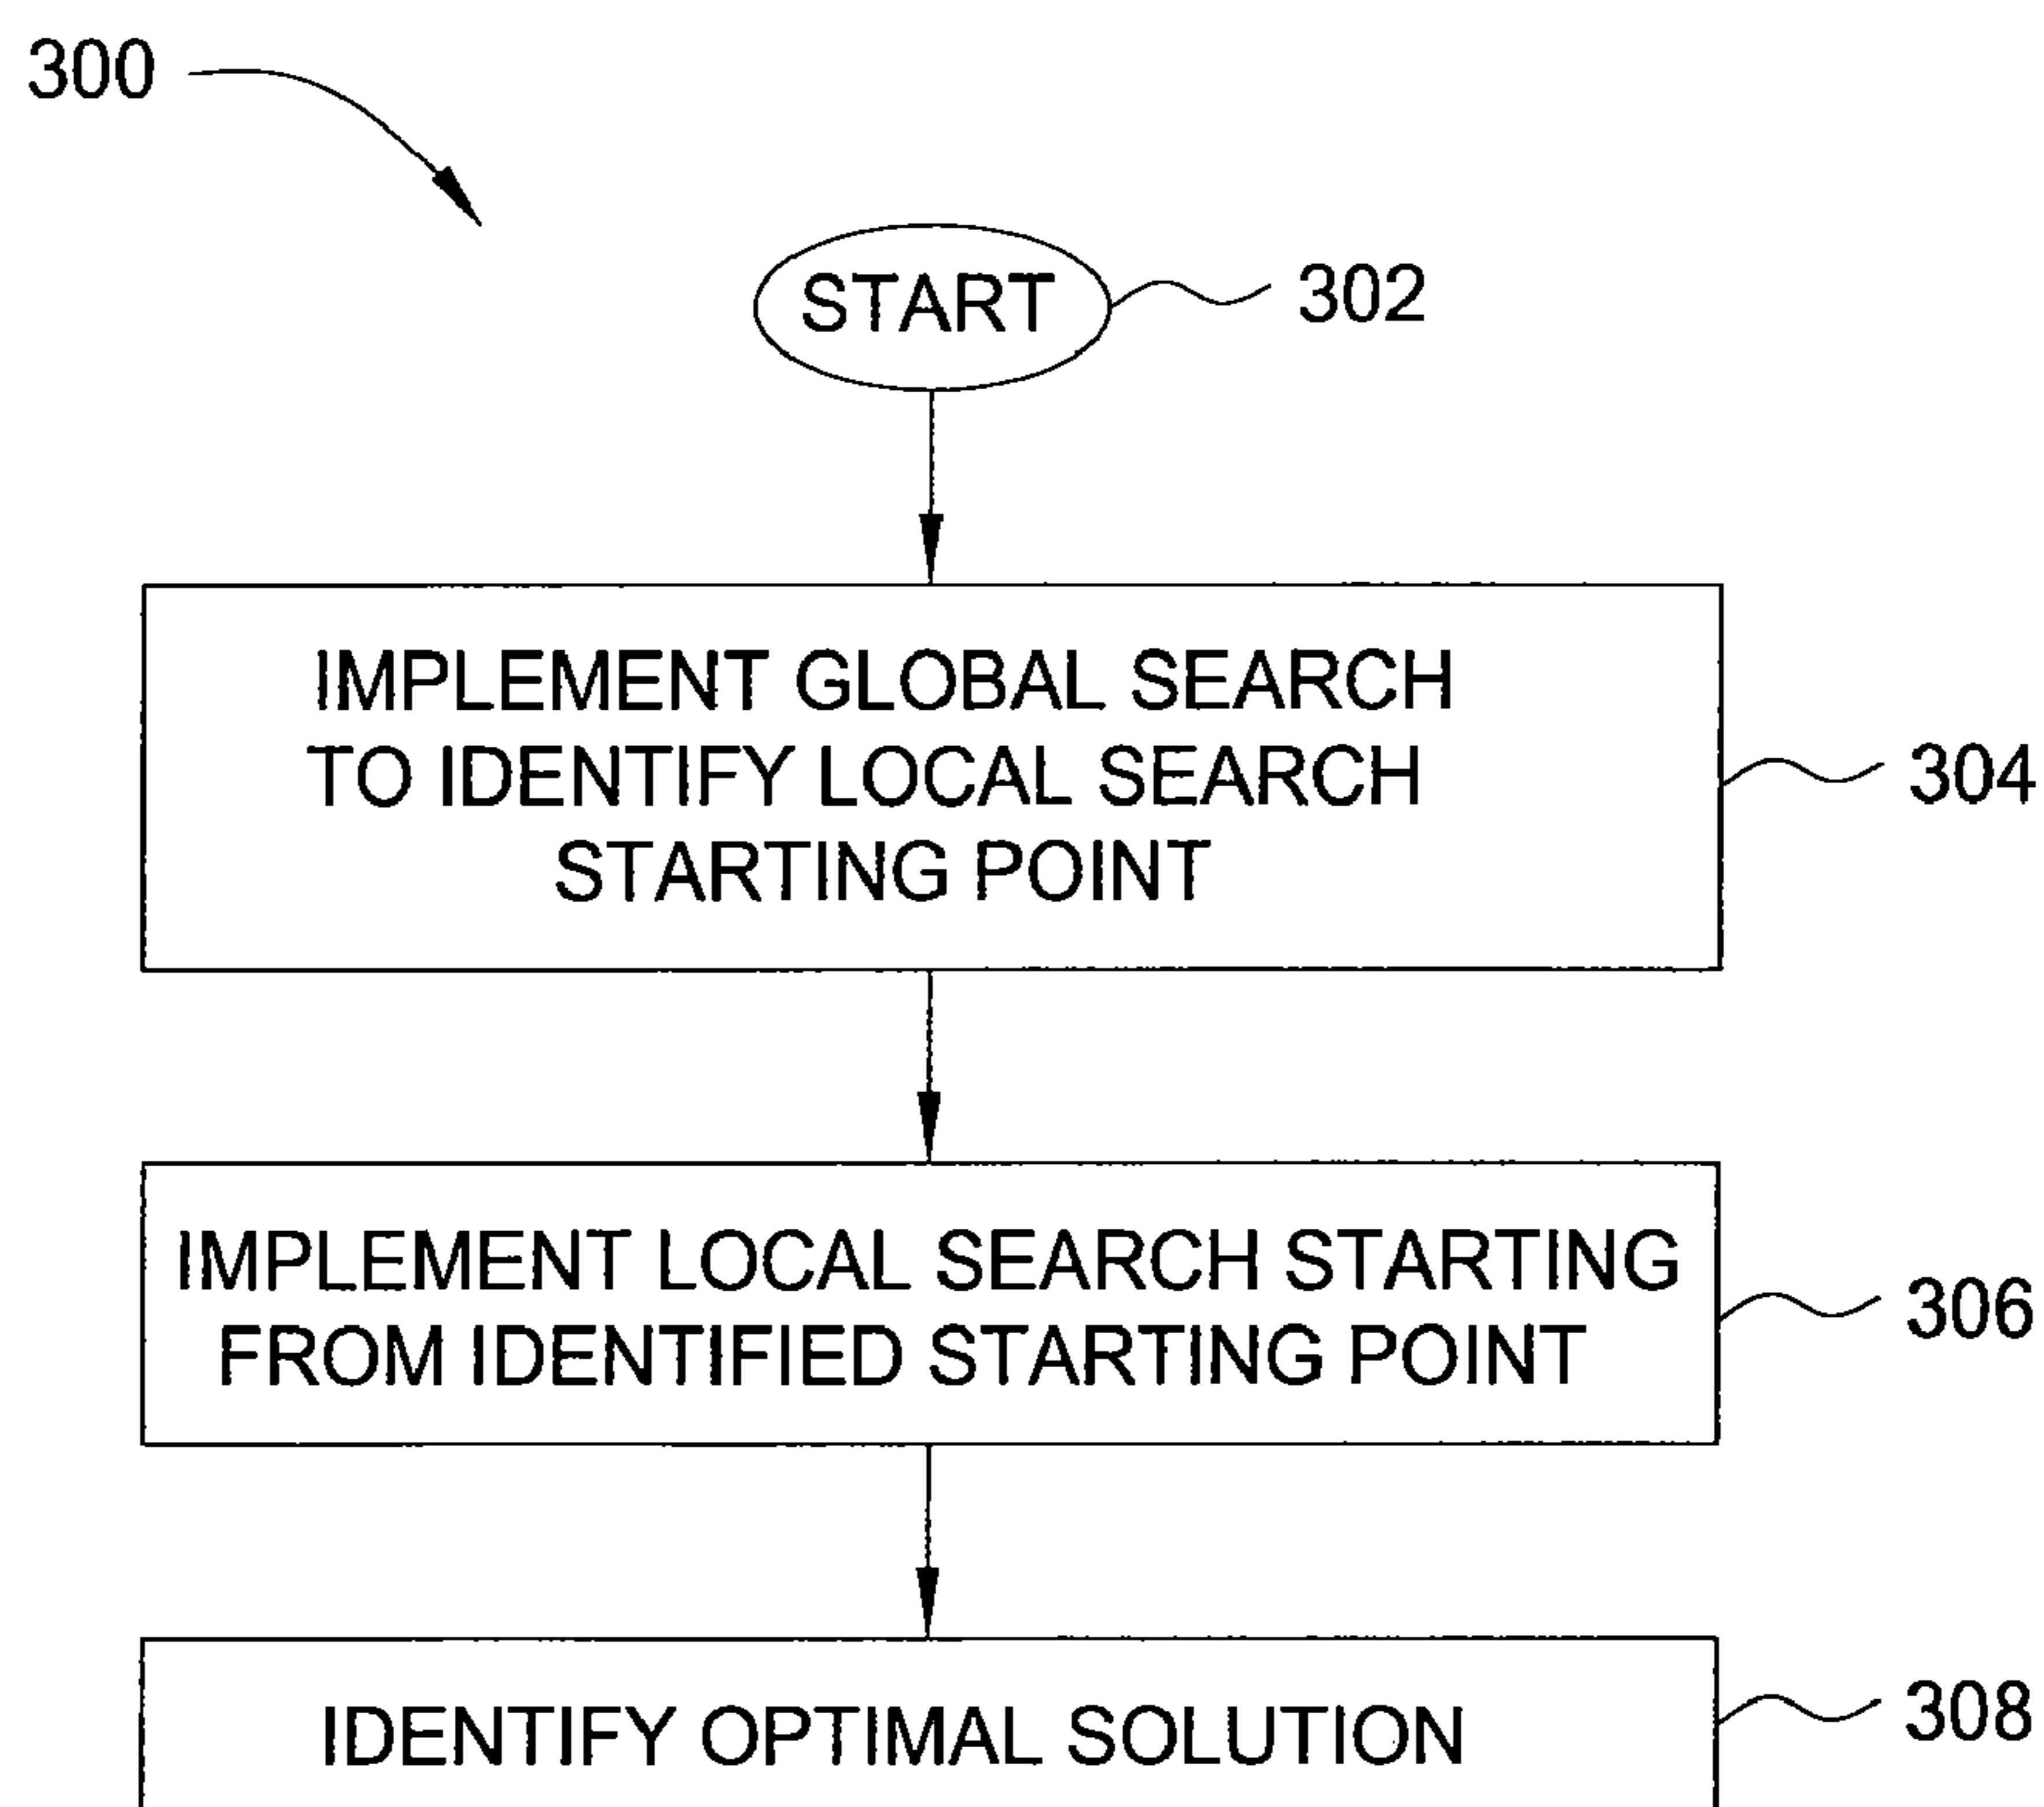 300
START
302
IMPLEMENT GLOBAL SEARCH
TO IDENTIFY LOCAL SEARCH
STARTING POINT
304
IMPLEMENT LOCAL SEARCH STARTING
FROM IDENTIFIED STARTING POINT
306
IDENTIFY OPTIMAL SOLUTION
308